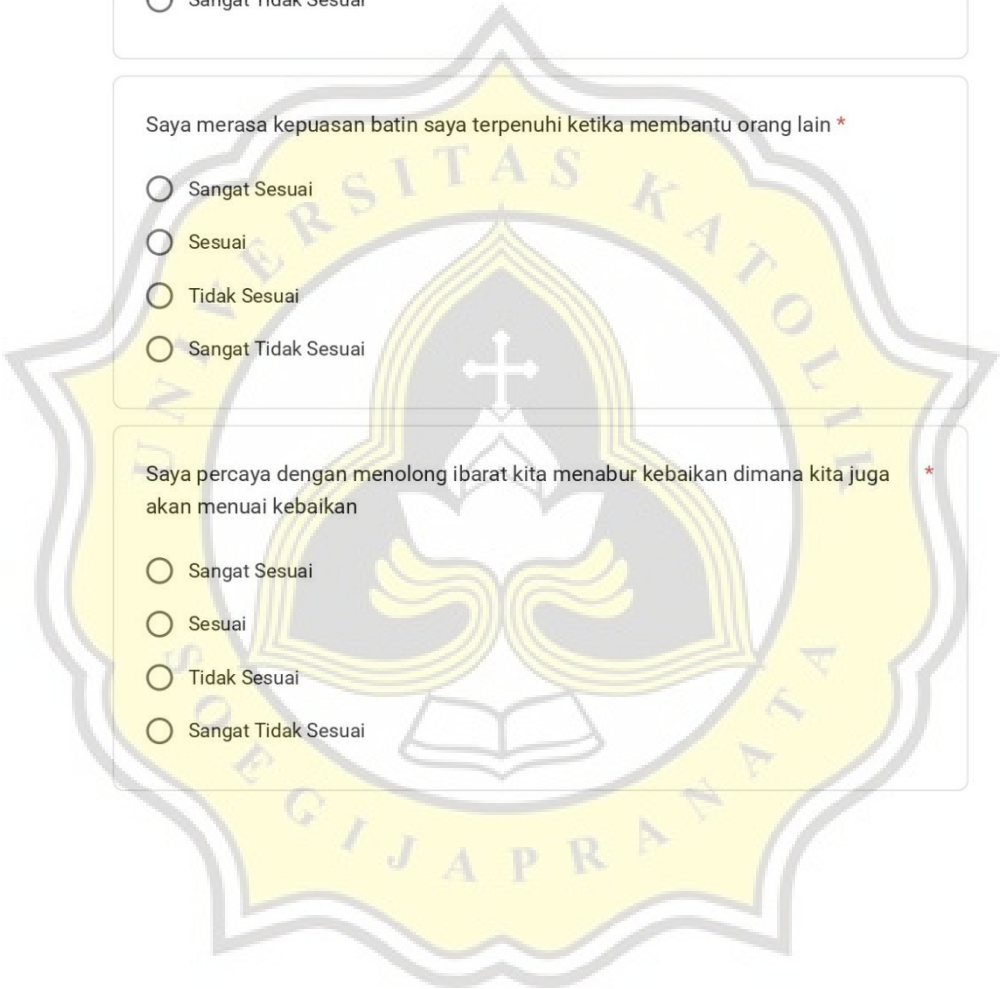 Sangat Tidak Sesuai
Saya merasa kepuasan batin saya terpenuhi ketika membantu orang lain *
Sangat Sesuai
Sesuai
Tidak Sesuai
Sangat Tidak Sesuai
Saya percaya dengan menolong ibarat kita menabur kebaikan dimana kita juga *
akan menuai kebaikan
Sangat Sesuai
Sesuai
Tidak Sesuai
Sangat Tidak Sesuai
UNIVERSITAS KATOLIK
SOEGIJAPRANATA